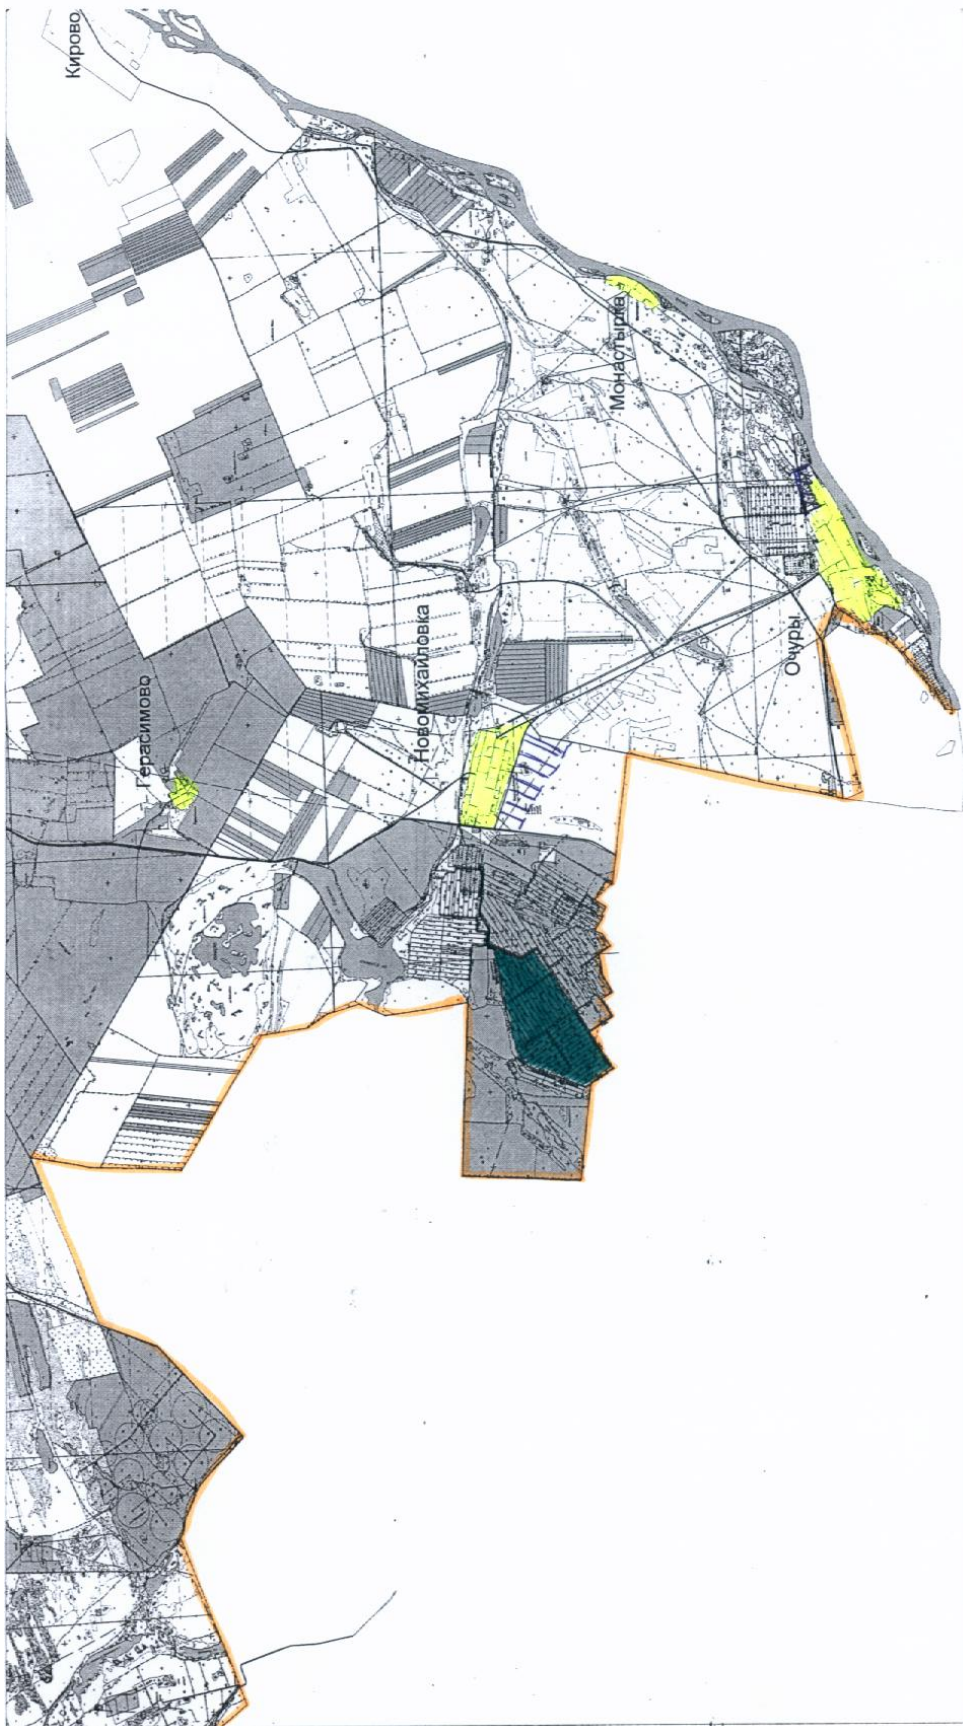 Кирово
Герасимово
Новомихайловка
Монастырка
Очуры